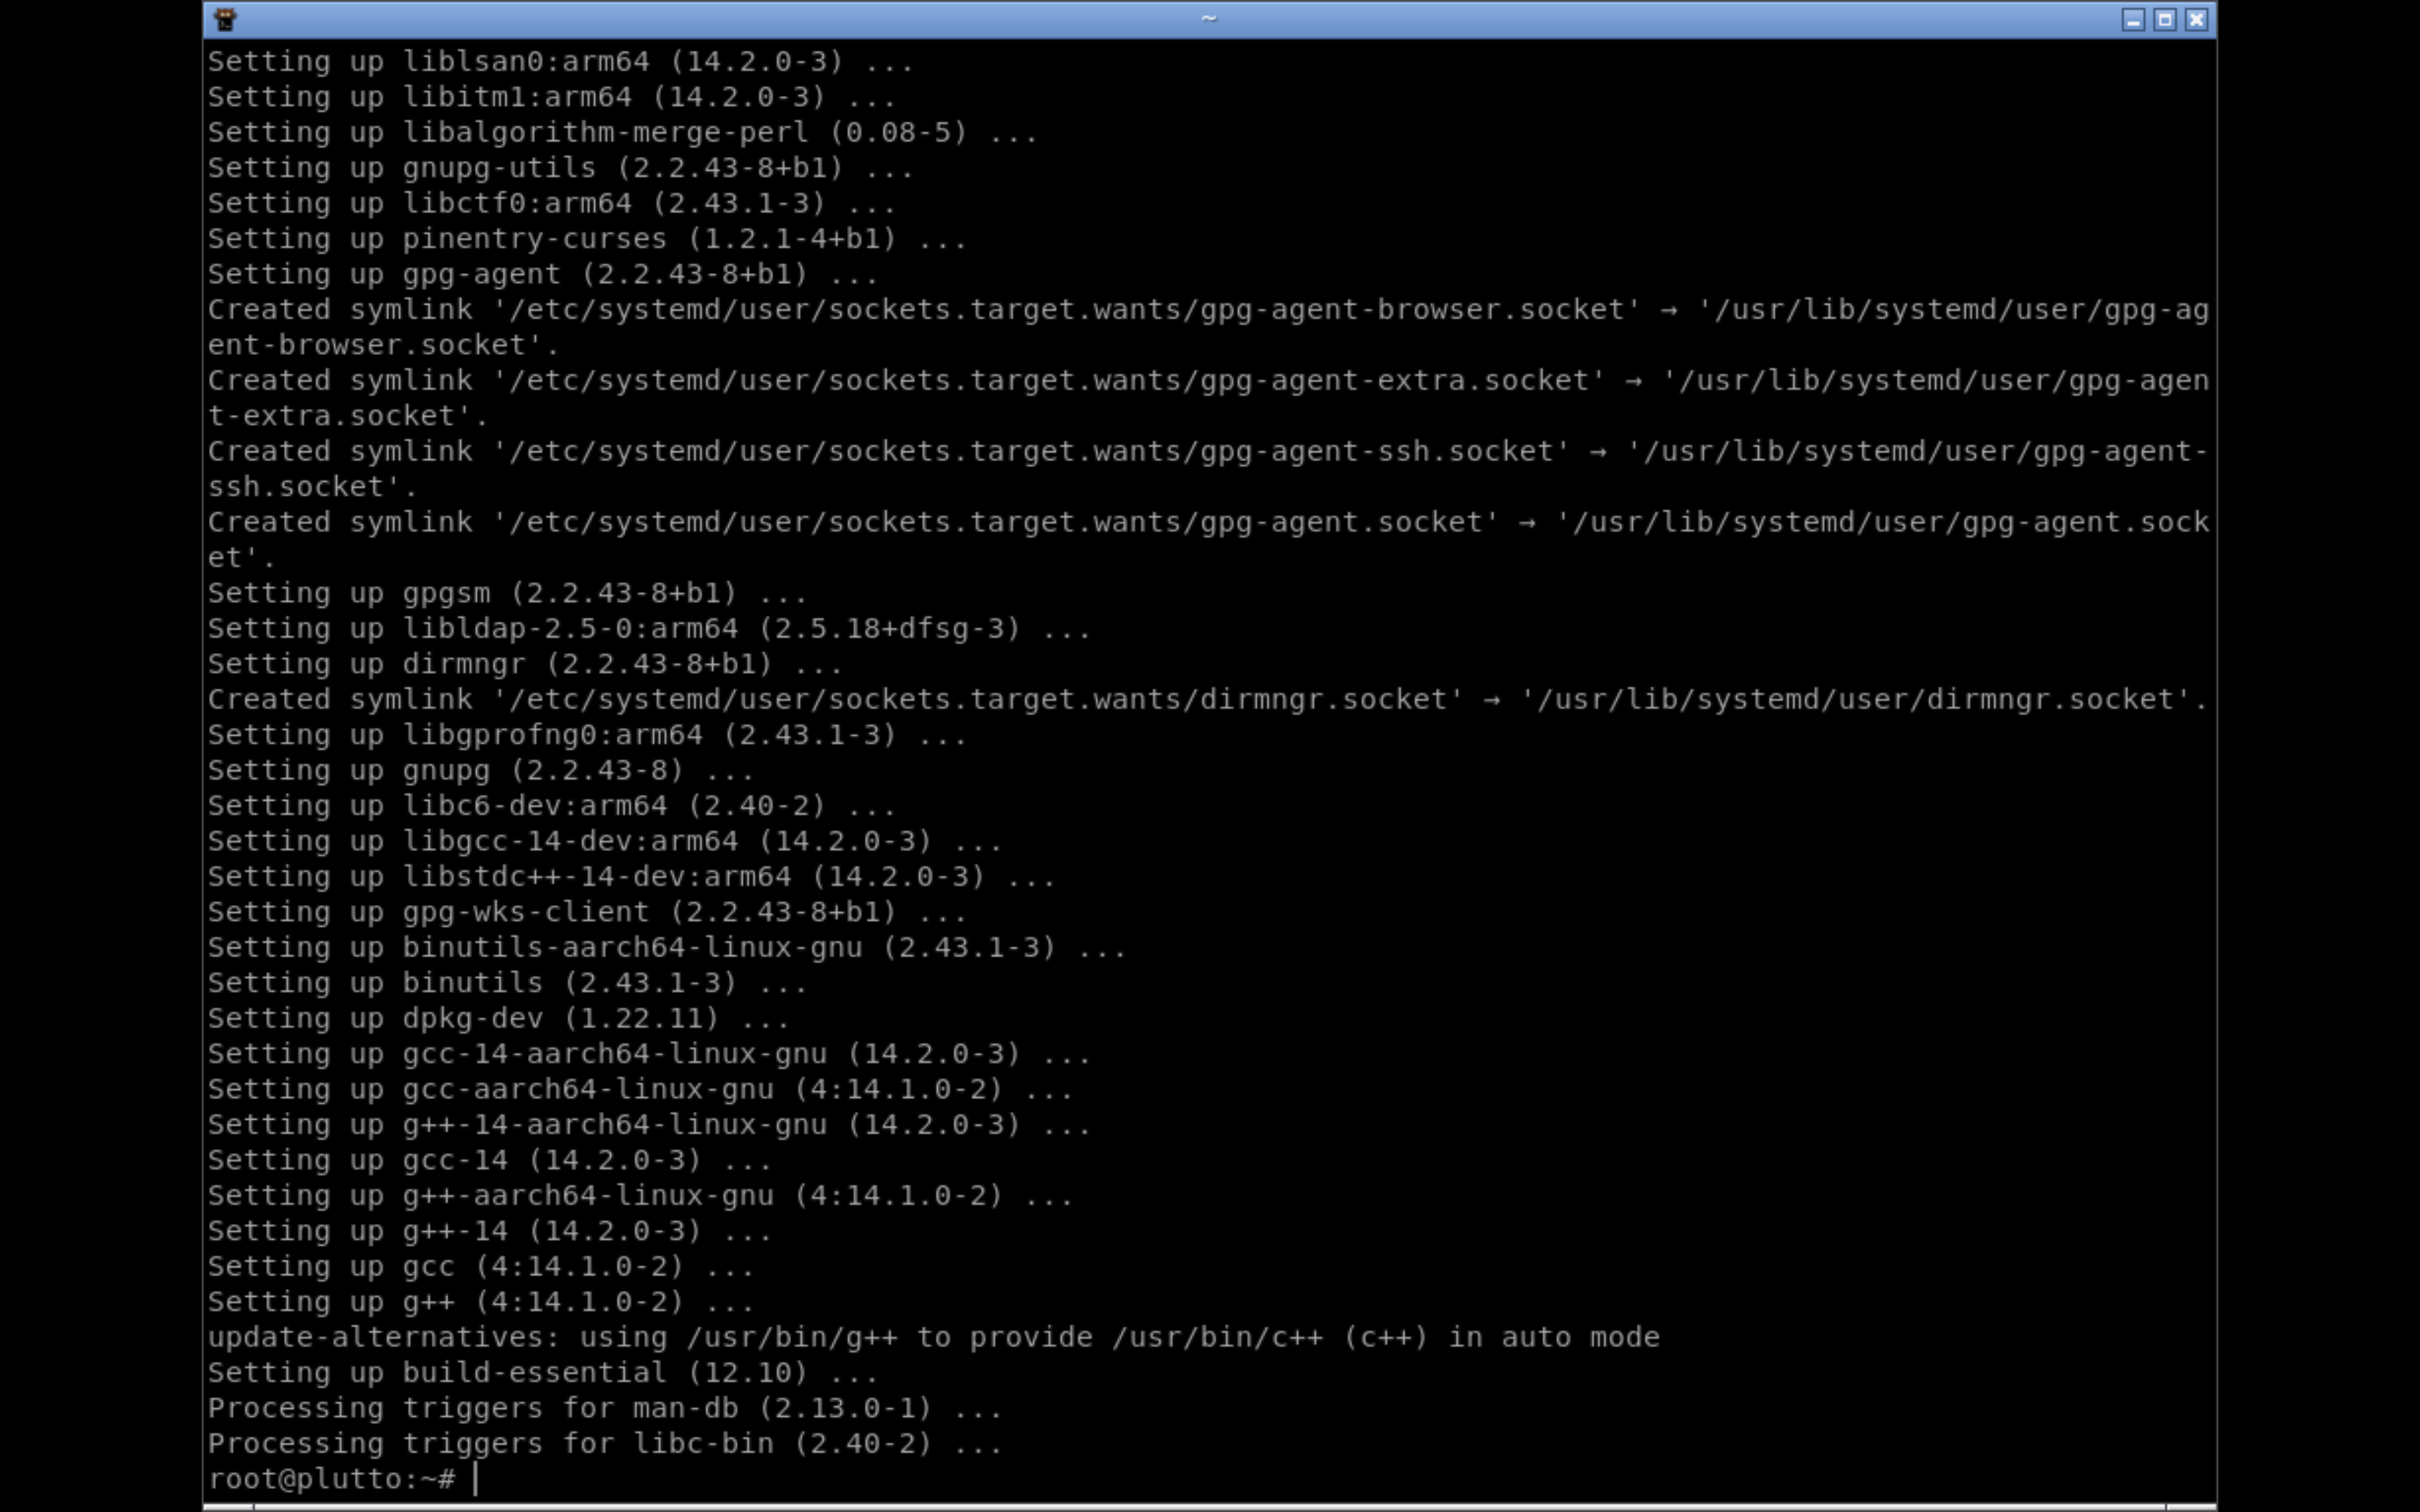 ~
Setting up liblsan0:arm64 (14.2.0-3) ...
Setting up libitm1:arm64 (14.2.0-3) ...
Setting up libalgorithm-merge-perl (0.08-5) ...
Setting up gnupg-utils (2.2.43-8+b1) ...
Setting up libctf0:arm64 (2.43.1-3) ...
Setting up pinentry-curses (1.2.1-4+b1) ...
Setting up gpg-agent (2.2.43-8+b1) ...
Created symlink '/etc/systemd/user/sockets.target.wants/gpg-agent-browser.socket' → '/usr/lib/systemd/user/gpg-ag
ent-browser.socket'.
Created symlink '/etc/systemd/user/sockets.target.wants/gpg-agent-extra.socket' → '/usr/lib/systemd/user/gpg-agen
t-extra.socket'.
Created symlink '/etc/systemd/user/sockets.target.wants/gpg-agent-ssh.socket' → '/usr/lib/systemd/user/gpg-agent-
ssh.socket'.
Created symlink '/etc/systemd/user/sockets.target.wants/gpg-agent.socket' → '/usr/lib/systemd/user/gpg-agent.sock
et'.
Setting up gpgsm (2.2.43-8+b1) ...
Setting up libldap-2.5-0:arm64 (2.5.18+dfsg-3) ...
Setting up dirmngr (2.2.43-8+b1) ...
Created symlink '/etc/systemd/user/sockets.target.wants/dirmngr.socket' → '/usr/lib/systemd/user/dirmngr.socket'.
Setting up libgprofng0:arm64 (2.43.1-3) ...
Setting up gnupg (2.2.43-8) ...
Setting up libc6-dev:arm64 (2.40-2) ...
Setting up libgcc-14-dev:arm64 (14.2.0-3) ...
Setting up libstdc++-14-dev:arm64 (14.2.0-3) ...
Setting up gpg-wks-client (2.2.43-8+b1) ...
Setting up binutils-aarch64-linux-gnu (2.43.1-3) ...
Setting up binutils (2.43.1-3) ...
Setting up dpkg-dev (1.22.11) ...
Setting up gcc-14-aarch64-linux-gnu (14.2.0-3) ...
Setting up gcc-aarch64-linux-gnu (4:14.1.0-2) ...
Setting up g++-14-aarch64-linux-gnu (14.2.0-3) ...
Setting up gcc-14 (14.2.0-3) ...
Setting up g++-aarch64-linux-gnu (4:14.1.0-2) ...
Setting up g++-14 (14.2.0-3) ...
Setting up gcc (4:14.1.0-2) ...
Setting up g++ (4:14.1.0-2) ...
update-alternatives: using /usr/bin/g++ to provide /usr/bin/c++ (c++) in auto mode
Setting up build-essential (12.10) ...
Processing triggers for man-db (2.13.0-1) ...
Processing triggers for libc-bin (2.40-2) ...
root@plutto:~#